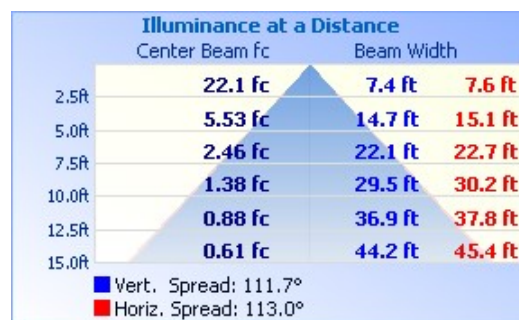 Illuminance at a Distance
Center Beam fc Beam Width
2.5ft 22.1 fc 7.4 ft 7.6 ft
5.0ft 5.53 fc 14.7 ft 15.1 ft
7.5ft 2.46 fc 22.1 ft 22.7 ft
10.0ft 1.38 fc 29.5 ft 30.2 ft
12.5ft 0.88 fc 36.9 ft 37.8 ft
15.0ft 0.61 fc 44.2 ft 45.4 ft
Vert. Spread: 111.7°
Horiz. Spread: 113.0°